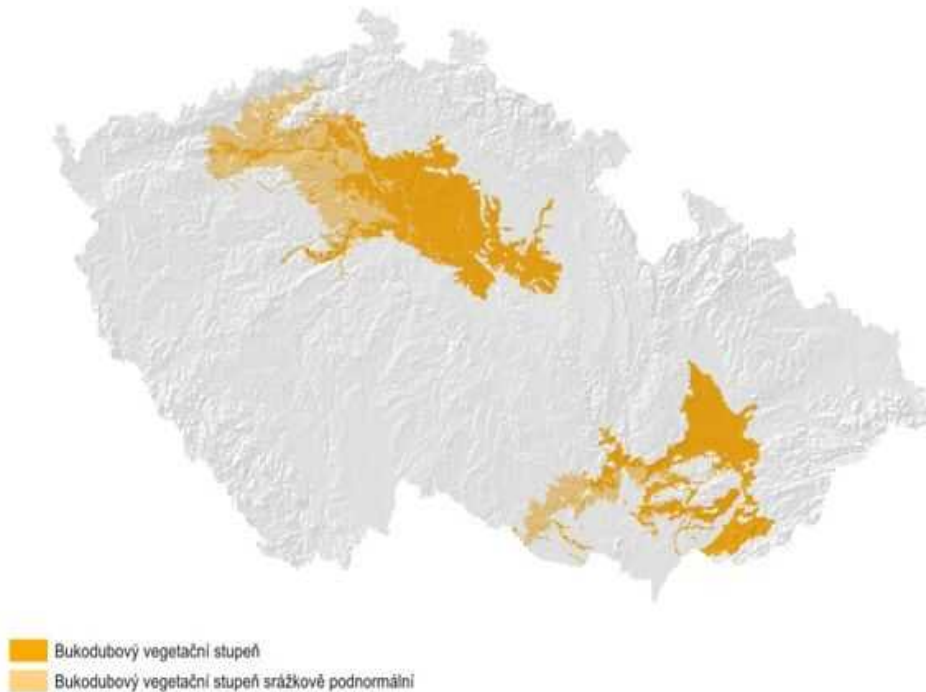 Bukodubový vegetační stupeň
Bukodubový vegetační stupeň srážkově podnormální